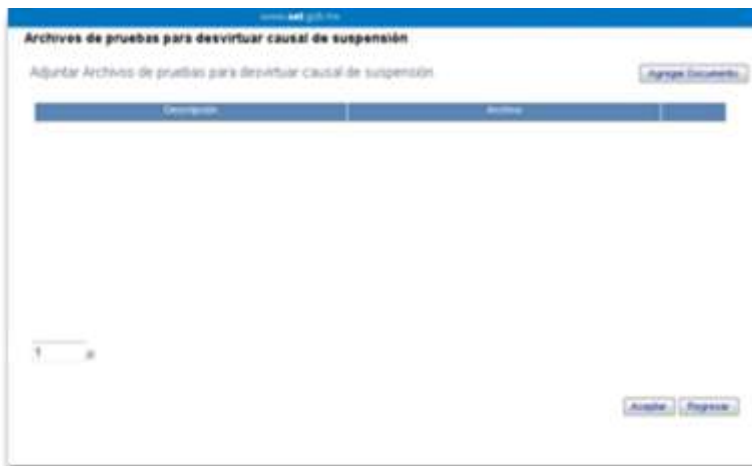 www.sat.gob.mx
Archivos de pruebas para desvirtuar causal de suspensión
Adjuntar Archivos de pruebas para desvirtuar causal de suspensión
Agregar Documento
Descripción Archivo
1
Aceptar Regresar